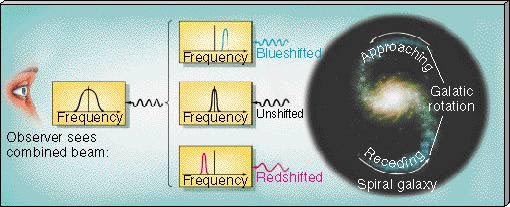 Frequency
Observer sees
combined beam:
Frequency
Blueshifted
Frequency
Unshifted
Frequency
Redshifted
Approaching
Galatic
rotation
Receding
Spiral galaxy